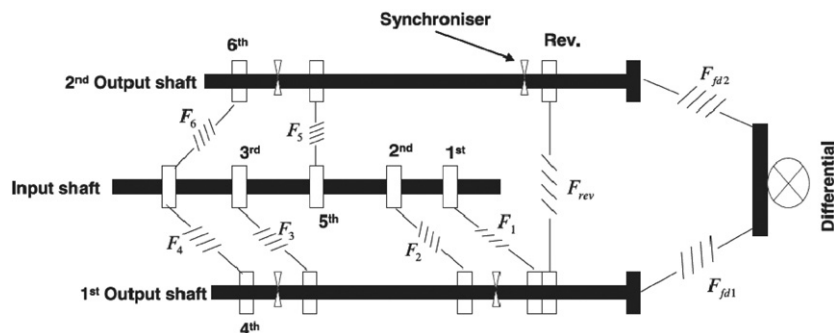 Synchroniser
6th
Rev.
2nd Output shaft
F6
F5
Ffd2
3rd
2nd
1st
Input shaft
5th
Frev
Differential
F4
F3
F2
F1
1st Output shaft
4th
Ffd1